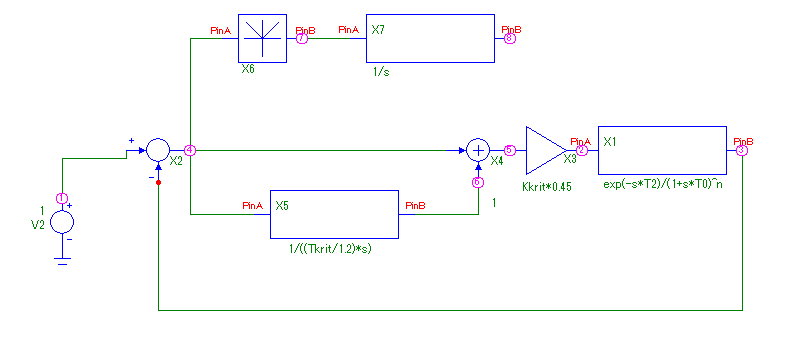 PinA
PinB
PinA
X7
PinB
7
8
X6
1/s
+
4
X2
-
+
5
X4
PinA
2
X3
X1
PinB
3
6
Kkrit*0.45
exp(-s*T2)/(1+s*T0)^n
1
1
+
V2
-
PinA
X5
PinB
1
1/((Tkrit/1.2)*s)